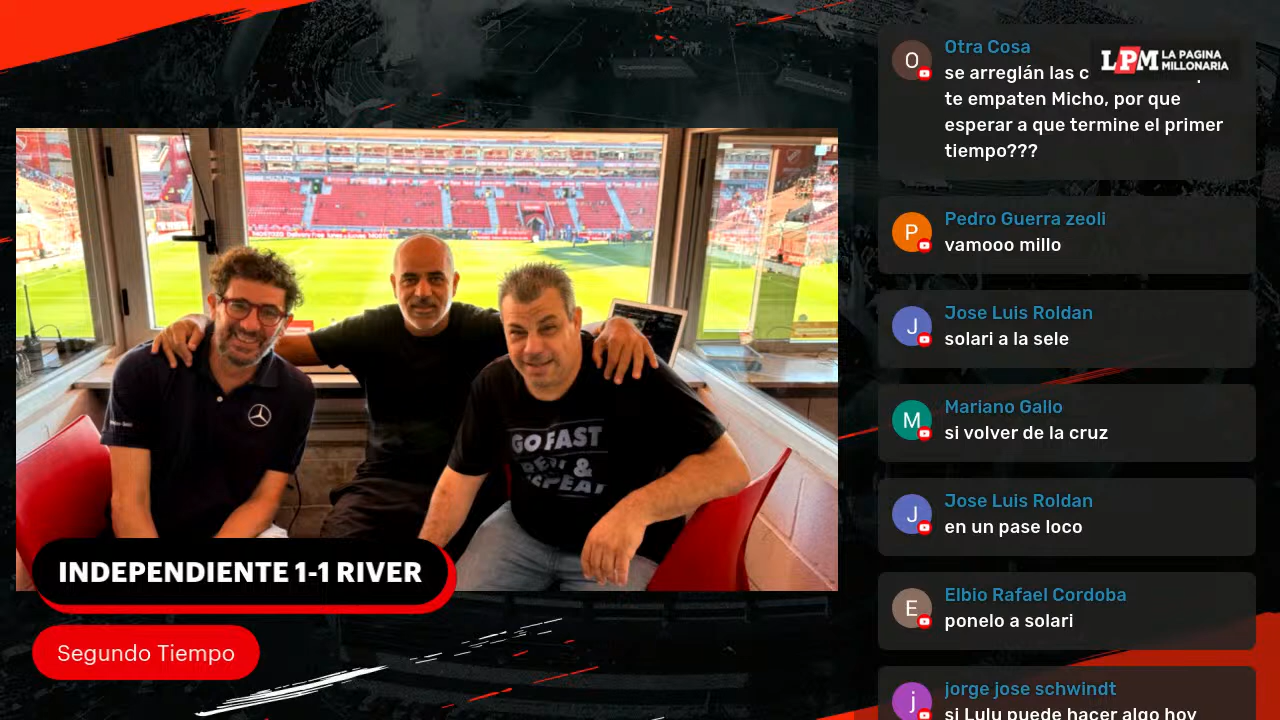 GO FAST
REST &
REPEAT
INDEPENDIENTE 1-1 RIVER
Segundo Tiempo
LPM LA PAGINA
MILLONARIA
O
Otra Cosa
se arreglán las c
te empaten Micho, por que
esperar a que termine el primer
tiempo???
P
Pedro Guerra zeoli
vamooo millo
J
Jose Luis Roldan
solari a la sele
M
Mariano Gallo
si volver de la cruz
J
Jose Luis Roldan
en un pase loco
E
Elbio Rafael Cordoba
ponelo a solari
j
jorge jose schwindt
si Lulu puede hacer algo hoy